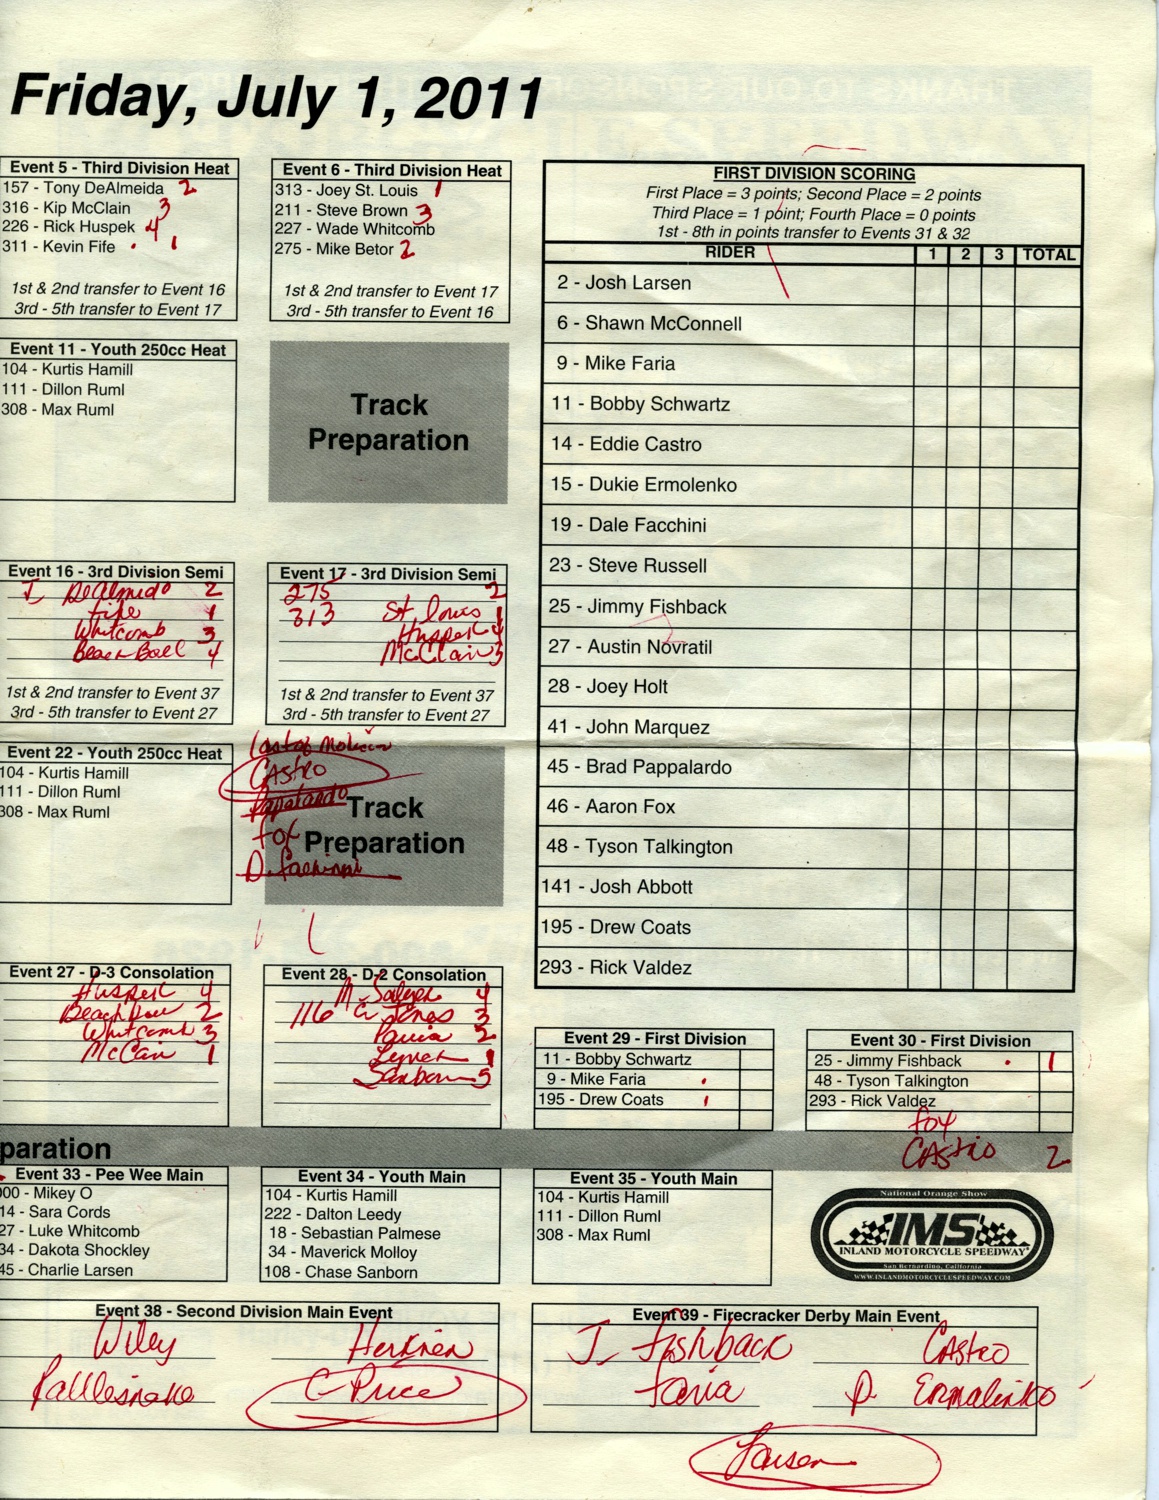 Friday, July 1, 2011
Event 5 - Third Division Heat
157 - Tony DeAlmeida 2
316 - Kip McClain 3
226 - Rick Huspek 4
311 - Kevin Fife 1
1st & 2nd transfer to Event 16
3rd - 5th transfer to Event 17
Event 6 - Third Division Heat
313 - Joey St. Louis 1
211 - Steve Brown 3
227 - Wade Whitcomb
275 - Mike Betor 2
1st & 2nd transfer to Event 17
3rd - 5th transfer to Event 16
FIRST DIVISION SCORING
First Place = 3 points; Second Place = 2 points
Third Place = 1 point; Fourth Place = 0 points
1st - 8th in points transfer to Events 31 & 32
RIDER 1 2 3 TOTAL
2 - Josh Larsen
6 - Shawn McConnell
9 - Mike Faria
11 - Bobby Schwartz
14 - Eddie Castro
15 - Dukie Ermolenko
19 - Dale Facchini
23 - Steve Russell
25 - Jimmy Fishback
27 - Austin Novratil
28 - Joey Holt
41 - John Marquez
45 - Brad Pappalardo
46 - Aaron Fox
48 - Tyson Talkington
141 - Josh Abbott
195 - Drew Coats
293 - Rick Valdez
Event 11 - Youth 250cc Heat
104 - Kurtis Hamill
111 - Dillon Ruml
308 - Max Ruml
Track
Preparation
Event 16 - 3rd Division Semi
T. DeAlmido 2
Fife 1
Whitcomb 3
Beach Ball 4
1st & 2nd transfer to Event 37
3rd - 5th transfer to Event 27
Event 17 - 3rd Division Semi
275 2
313 St. Louis 1
Huspek 4
McClain 3
1st & 2nd transfer to Event 37
3rd - 5th transfer to Event 27
Event 22 - Youth 250cc Heat
104 - Kurtis Hamill
111 - Dillon Ruml
308 - Max Ruml
Castro
Fox
Track
Preparation
Event 27 - D-3 Consolation
Huspek 4
2
Whitcomb 3
McCain 1
Event 28 - D-2 Consolation
4
116 Jones 3
2
1
Sanborn 5
Event 29 - First Division
11 - Bobby Schwartz
9 - Mike Faria
195 - Drew Coats
Event 30 - First Division
25 - Jimmy Fishback 1
48 - Tyson Talkington
293 - Rick Valdez
Fox
Castro 2
paration
Event 33 - Pee Wee Main
00 - Mikey O
14 - Sara Cords
27 - Luke Whitcomb
34 - Dakota Shockley
45 - Charlie Larsen
Event 34 - Youth Main
104 - Kurtis Hamill
222 - Dalton Leedy
18 - Sebastian Palmese
34 - Maverick Molloy
108 - Chase Sanborn
Event 35 - Youth Main
104 - Kurtis Hamill
111 - Dillon Ruml
308 - Max Ruml
National Orange Show
IMS
INLAND MOTORCYCLE SPEEDWAY
San Bernardino, California
WWW.INLANDMOTORCYCLESPEEDWAY.COM
Event 38 - Second Division Main Event
Wiley Herknen
Rattlesnake C Price
Event 39 - Firecracker Derby Main Event
J. Fishback Castro
Faria D. Ermalinko
Larsen